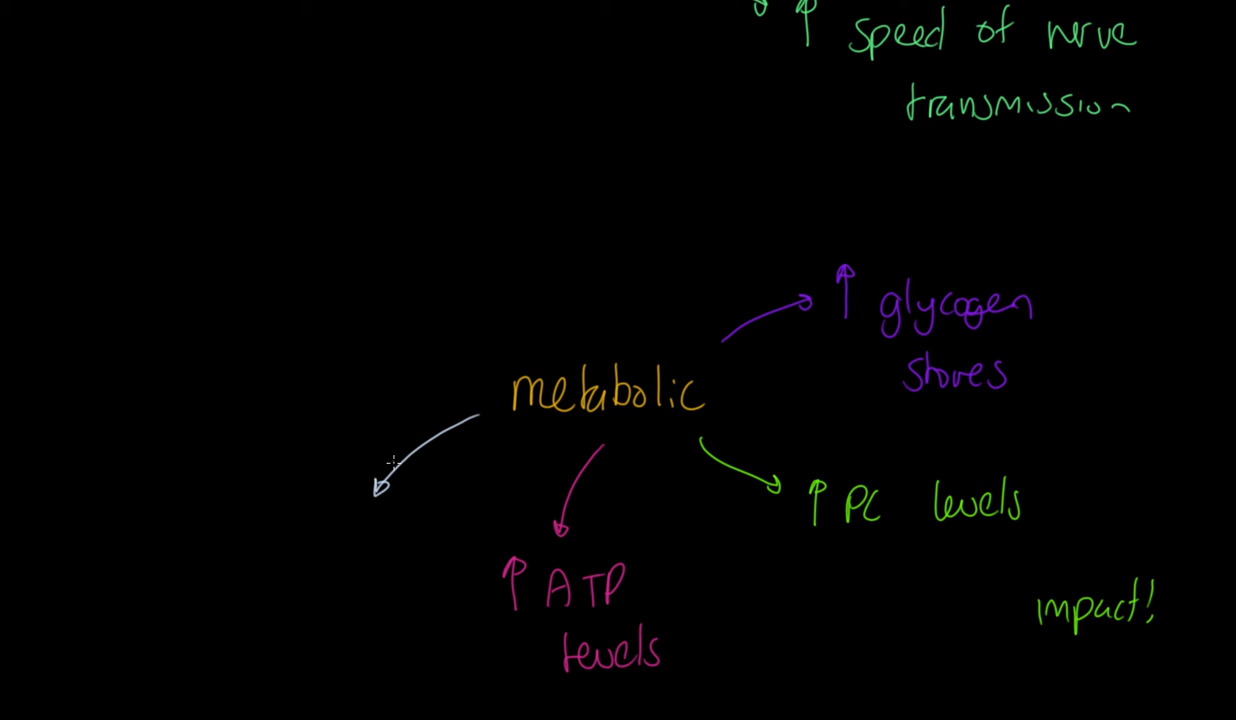 ↑ speed of nerve
transmission
↑ glycogen
stores
metabolic
↑ PC levels
↑ ATP
levels
impact!